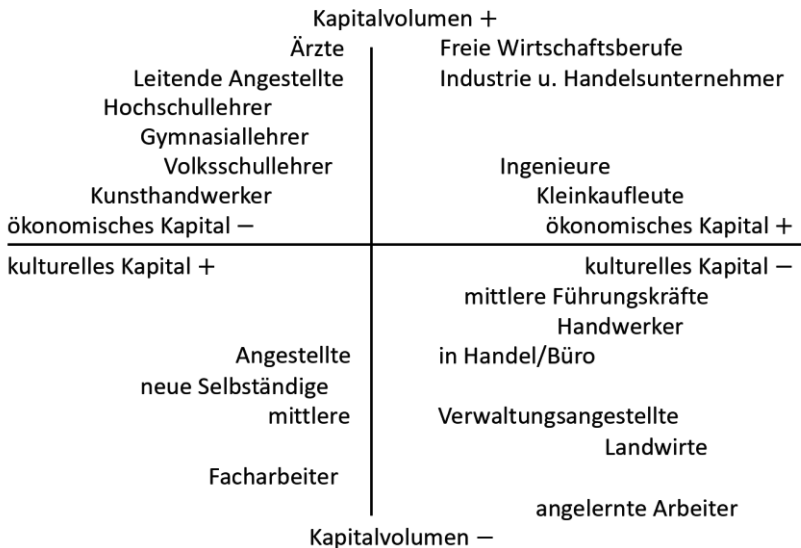 Kapitalvolumen +
Ärzte Freie Wirtschaftsberufe
Leitende Angestellte Industrie u. Handelsunternehmer
Hochschullehrer
Gymnasiallehrer
Volksschullehrer Ingenieure
Kunsthandwerker Kleinkaufleute
ökonomisches Kapital − ökonomisches Kapital +
kulturelles Kapital + kulturelles Kapital −
mittlere Führungskräfte
Handwerker
Angestellte in Handel/Büro
neue Selbständige
mittlere Verwaltungsangestellte
Landwirte
Facharbeiter
angelernte Arbeiter
Kapitalvolumen −